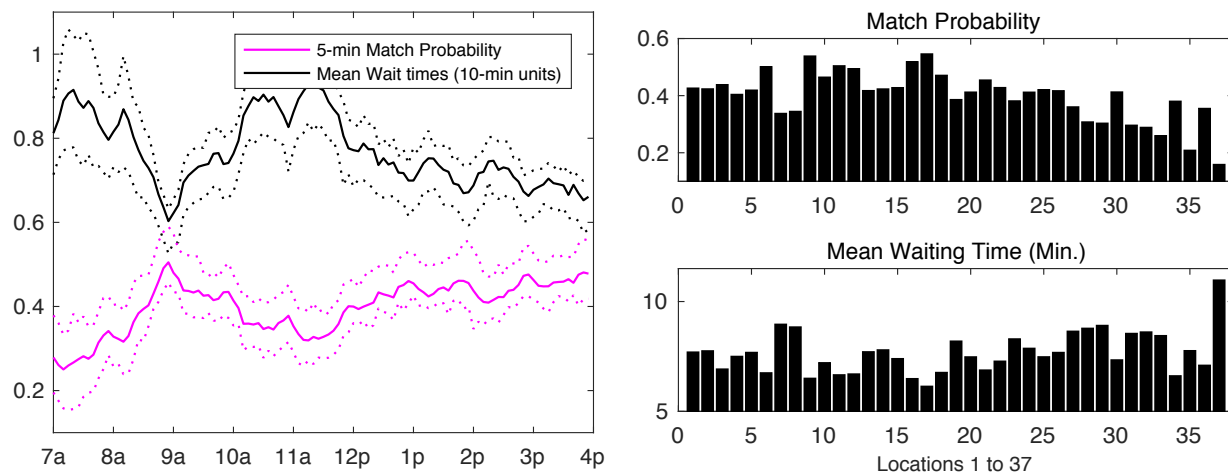 1
0.8
0.6
0.4
0.2
7a 8a 9a 10a 11a 12p 1p 2p 3p 4p
5-min Match Probability
Mean Wait times (10-min units)
Match Probability
0.6
0.4
0.2
0 5 10 15 20 25 30 35
Mean Waiting Time (Min.)
10
5
0 5 10 15 20 25 30 35
Locations 1 to 37